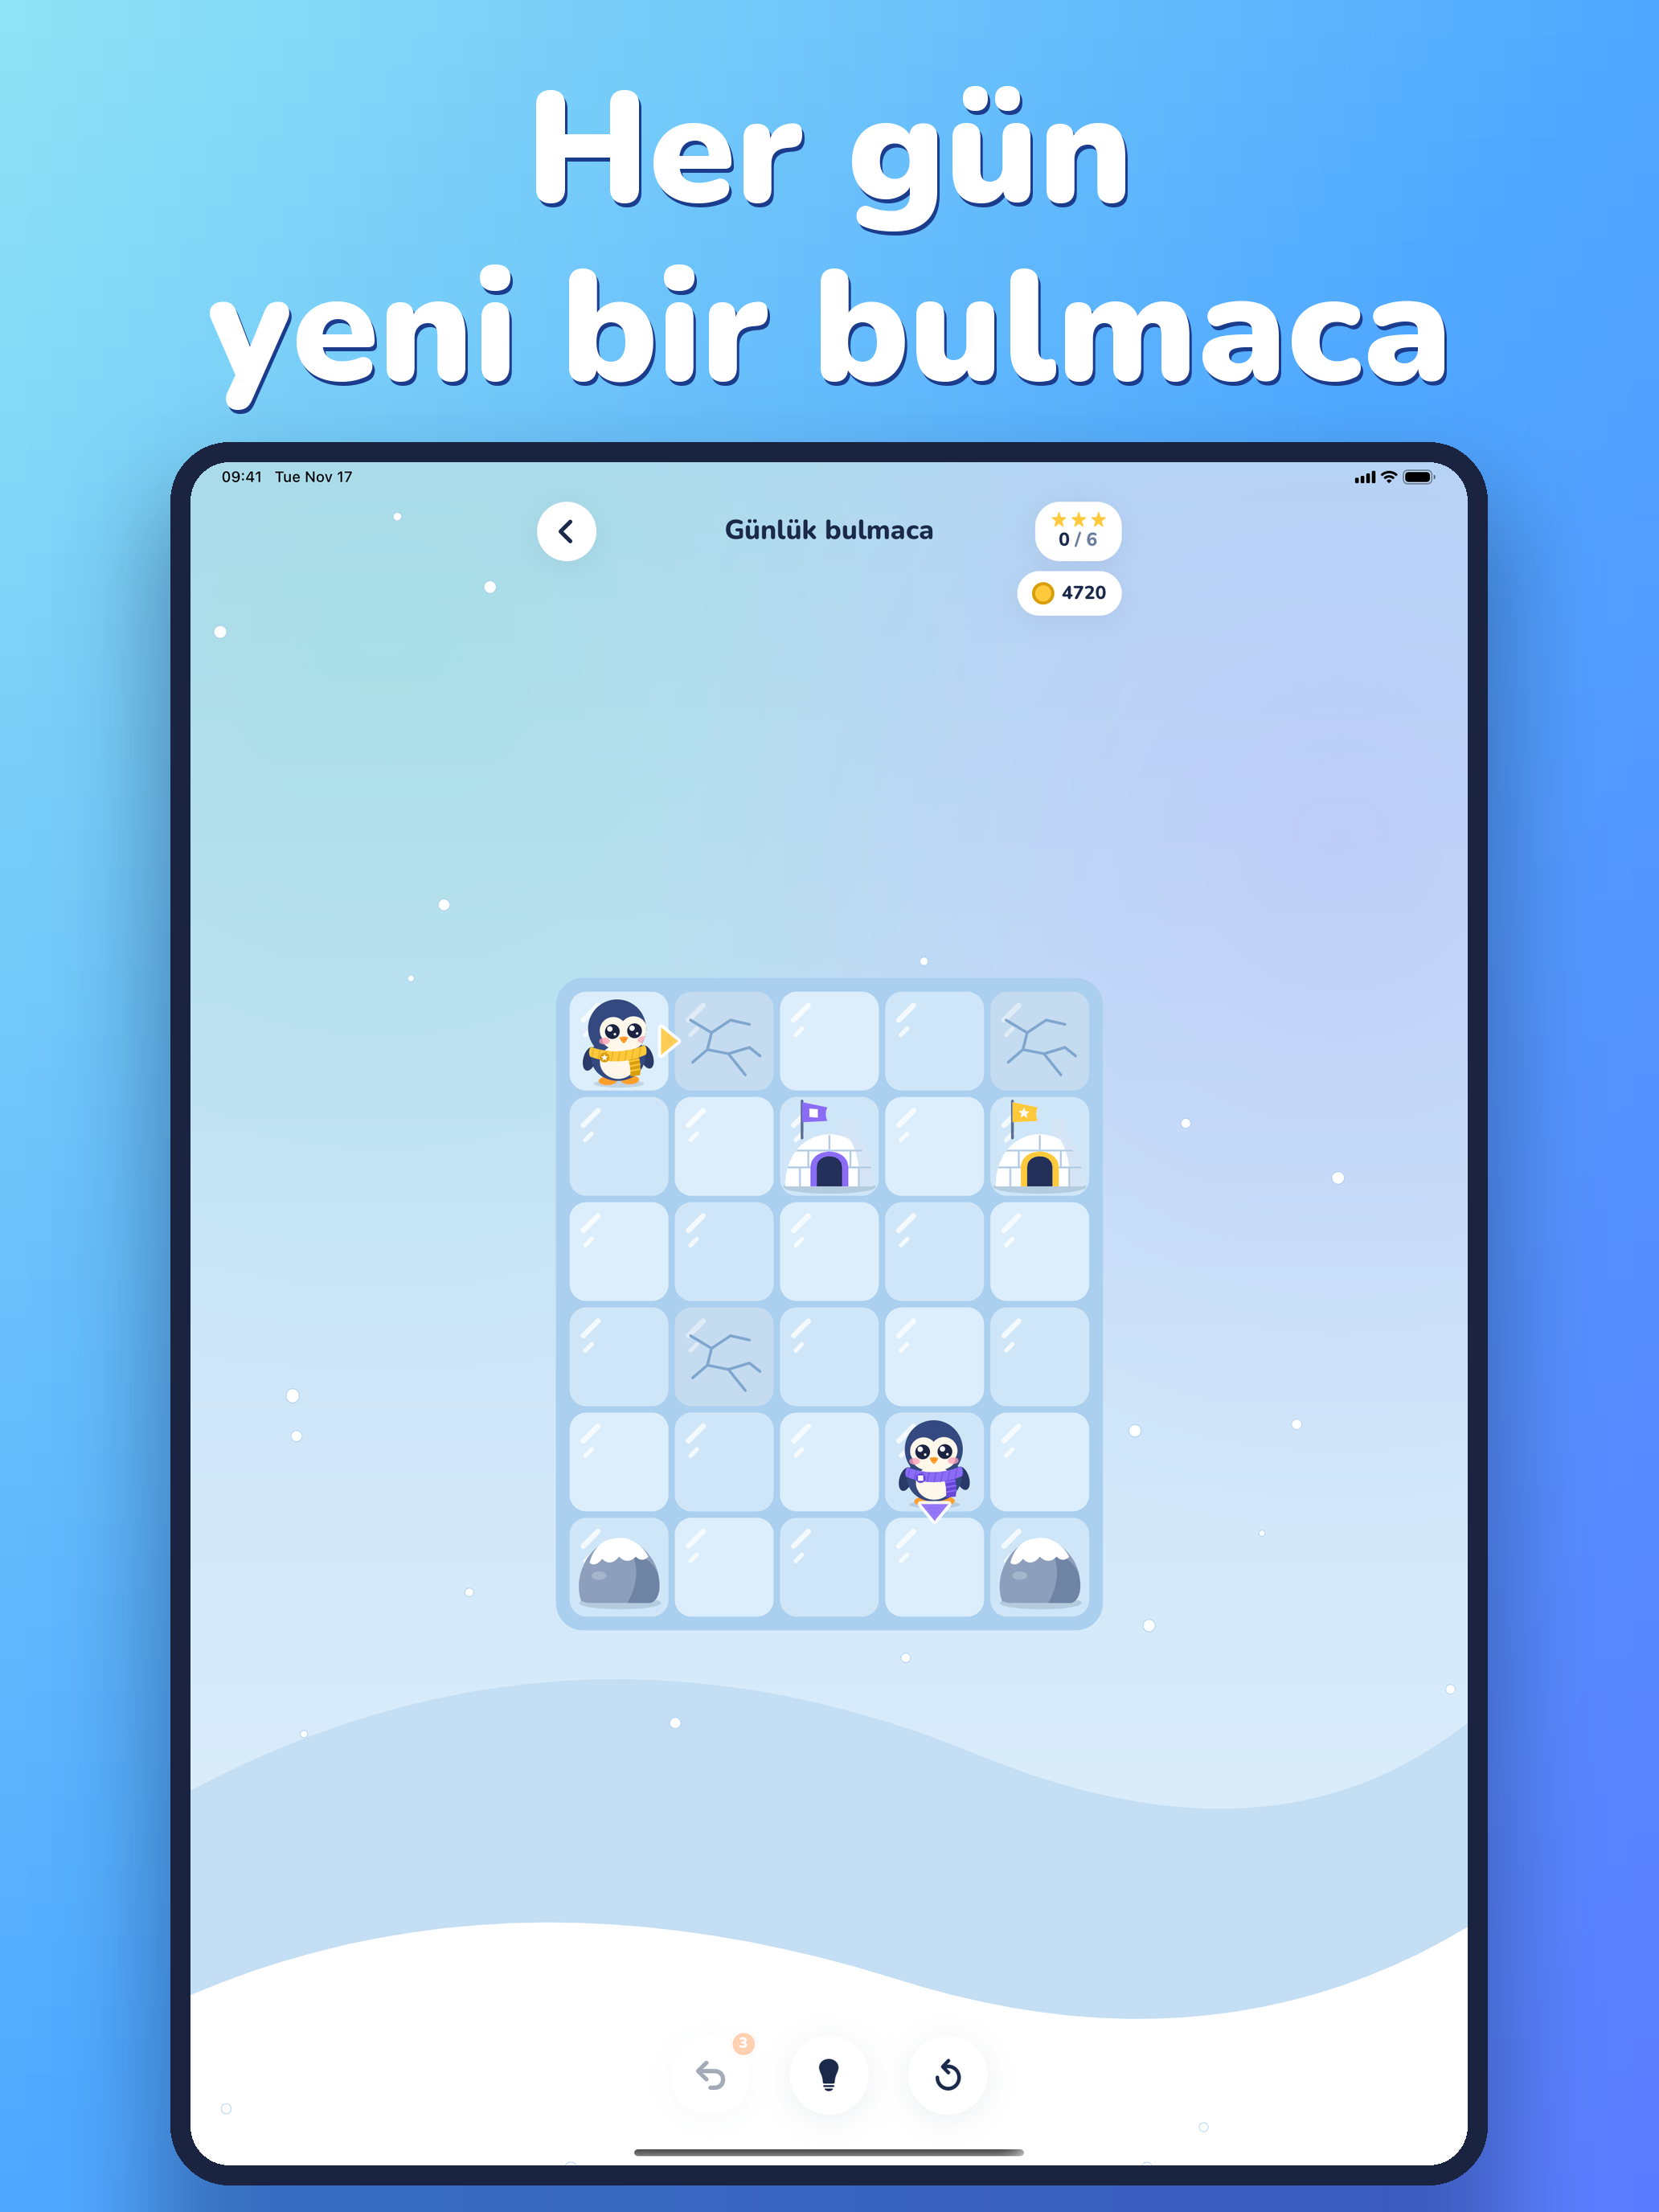 Her gün
yeni bir bulmaca
09:41 Tue Nov 17
Günlük bulmaca
0 / 6
4720
3